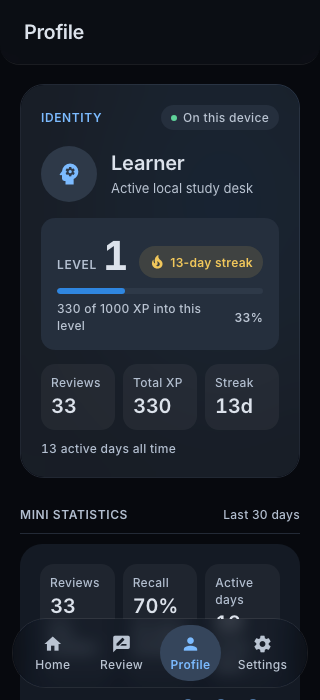 Profile
IDENTITY
On this device
Learner
Active local study desk
LEVEL 1
13-day streak
330 of 1000 XP into this
level
33%
Reviews
33
Total XP
330
Streak
13d
13 active days all time
MINI STATISTICS
Last 30 days
Reviews
33
Recall
70%
Active
days
Home
Review
Profile
Settings